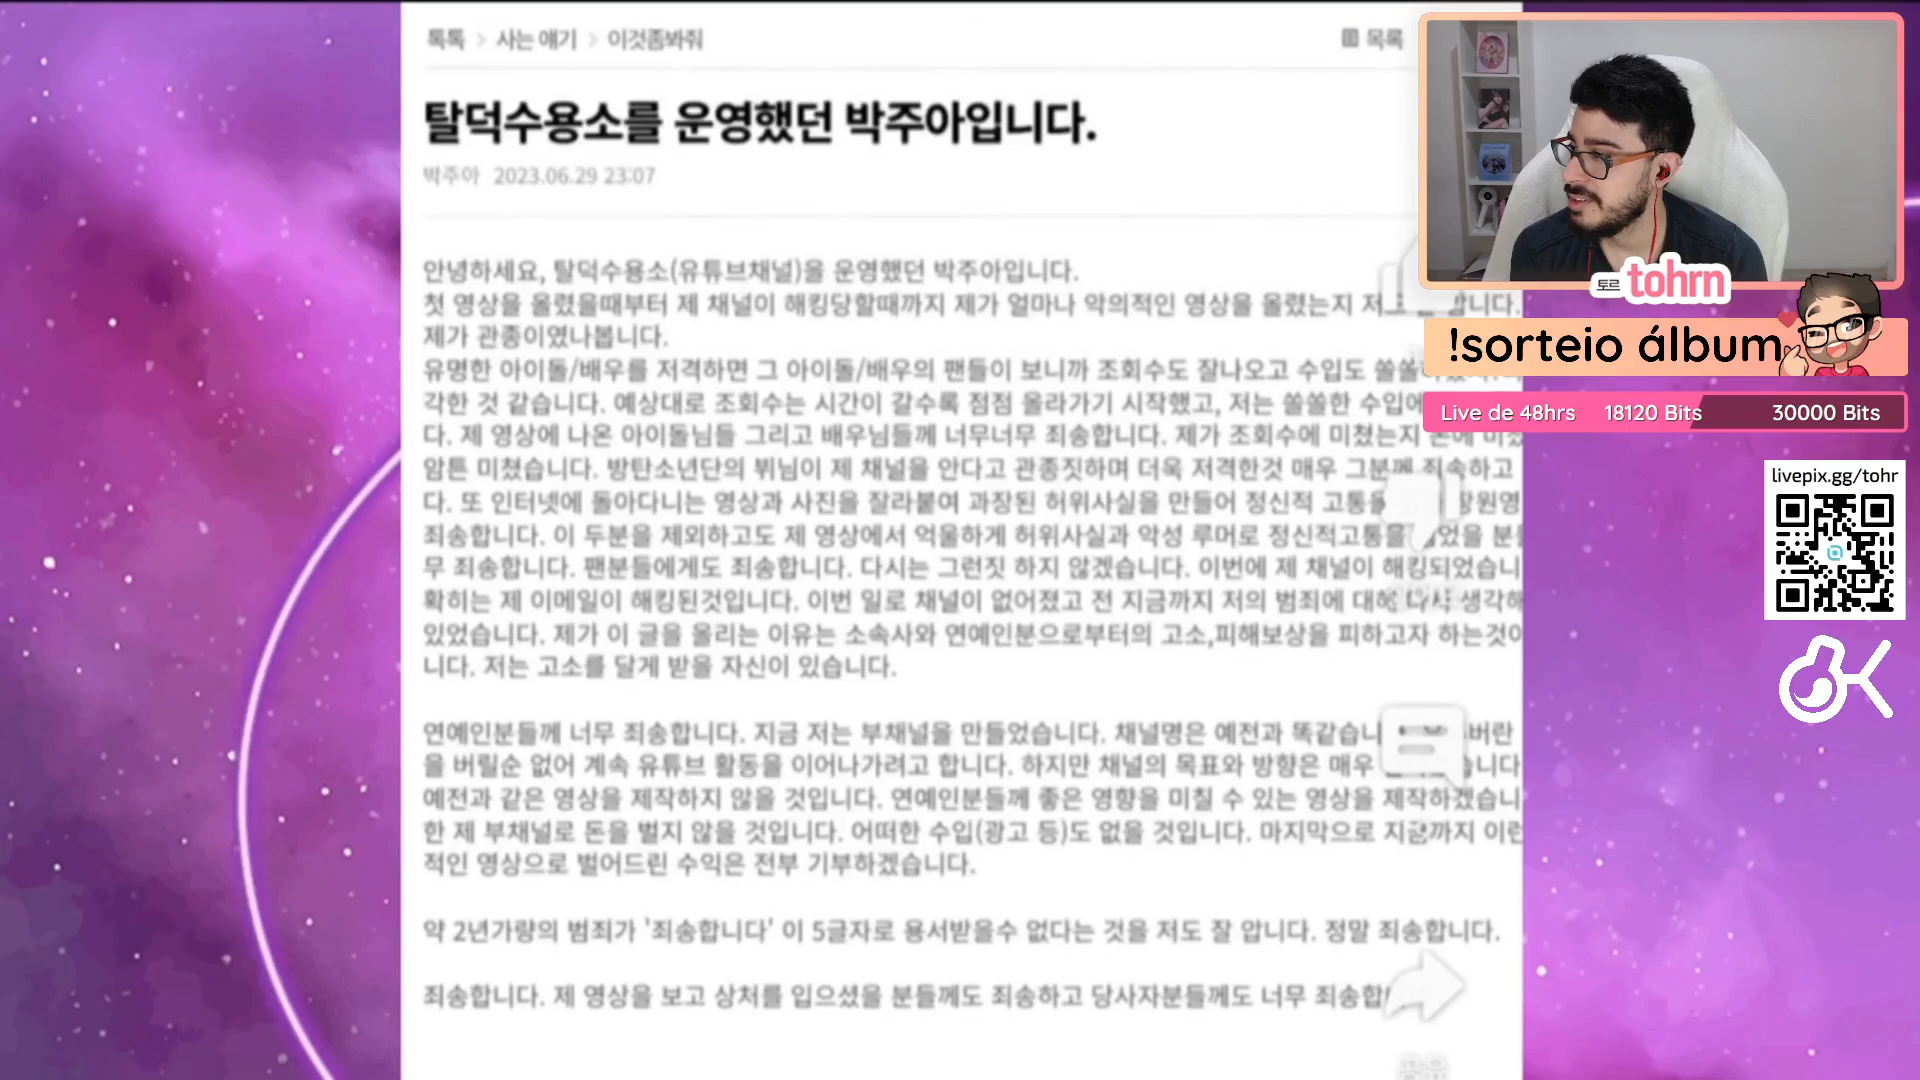 톡톡 > 사는 얘기 > 이것좀봐줘
목록
탈덕수용소를 운영했던 박주아입니다.
박주아 2023.06.29 23:07
안녕하세요, 탈덕수용소(유튜브채널)을 운영했던 박주아입니다.
첫 영상을 올렸을때부터 제 채널이 해킹당할때까지 제가 얼마나 악의적인 영상을 올렸는지 합니다.
제가 관종이였나봅니다.
유명한 아이돌/배우를 저격하면 그 아이돌/배우의 팬들이 보니까 조회수도 잘나오고 수입도
각한 것 같습니다. 예상대로 조회수는 시간이 갈수록 점점 올라가기 시작했고, 저는 쏠쏠한 수입에
다. 제 영상에 나온 아이돌님들 그리고 배우님들께 너무너무 죄송합니다. 제가 조회수에 미쳤는지 돈에
암튼 미쳤습니다. 방탄소년단의 뷔님이 제 채널을 안다고 관종짓하며 더욱 저격한것 매우 그분께 죄송하고
다. 또 인터넷에 돌아다니는 영상과 사진을 잘라붙여 과장된 허위사실을 만들어 정신적 고통을 장원영
죄송합니다. 이 두분을 제외하고도 제 영상에서 억울하게 허위사실과 악성 루머로 정신적고통을
무 죄송합니다. 팬분들에게도 죄송합니다. 다시는 그런짓 하지 않겠습니다. 이번에 제 채널이 해킹되었습니
확히는 제 이메일이 해킹된것입니다. 이번 일로 채널이 없어졌고 전 지금까지 저의 범죄에 대해 다시 생각해
있었습니다. 제가 이 글을 올리는 이유는 소속사와 연예인분으로부터의 고소,피해보상을 피하고자 하는것이
니다. 저는 고소를 달게 받을 자신이 있습니다.
연예인분들께 너무 죄송합니다. 지금 저는 부채널을 만들었습니다. 채널명은 예전과 똑같습니
을 버릴순 없어 계속 유튜브 활동을 이어나가려고 합니다. 하지만 채널의 목표와 방향은 매우
예전과 같은 영상을 제작하지 않을 것입니다. 연예인분들께 좋은 영향을 미칠 수 있는 영상을 제작하겠습니
한 제 부채널로 돈을 벌지 않을 것입니다. 어떠한 수입(광고 등)도 없을 것입니다. 마지막으로 지금까지 이런
적인 영상으로 벌어드린 수익은 전부 기부하겠습니다.
약 2년가량의 범죄가 '죄송합니다' 이 5글자로 용서받을수 없다는 것을 저도 잘 압니다. 정말 죄송합니다.
죄송합니다. 제 영상을 보고 상처를 입으셨을 분들께도 죄송하고 당사자분들께도 너무
토르 tohrn
!sorteio álbum
Live de 48hrs 18120 Bits 30000 Bits
livepix.gg/tohr